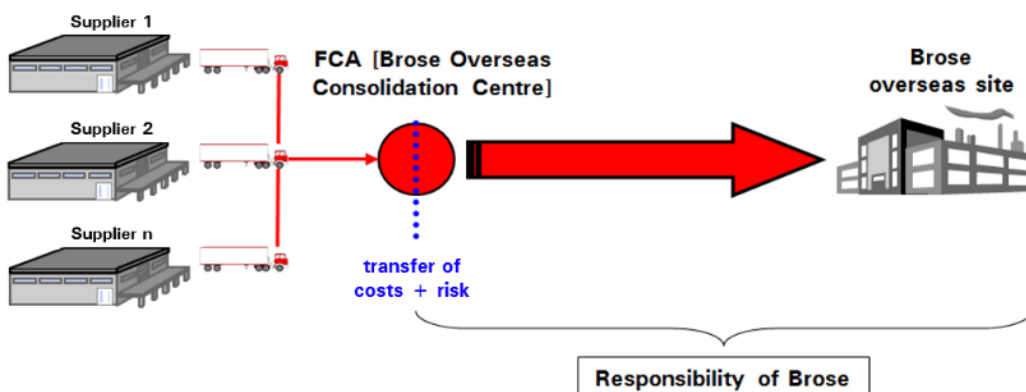 Supplier 1
FCA [Brose Overseas
Consolidation Centre]
Brose
overseas site
Supplier 2
Supplier n
transfer of
costs + risk
Responsibility of Brose